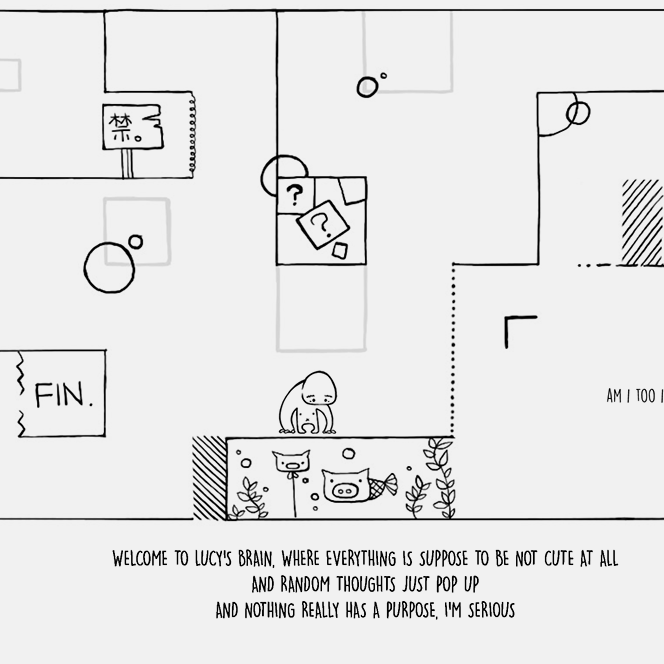 禁。
?
?
FIN.
AM I TOO
WELCOME TO LUCY'S BRAIN, WHERE EVERYTHING IS SUPPOSE TO BE NOT CUTE AT ALL
AND RANDOM THOUGHTS JUST POP UP
AND NOTHING REALLY HAS A PURPOSE, I'M SERIOUS